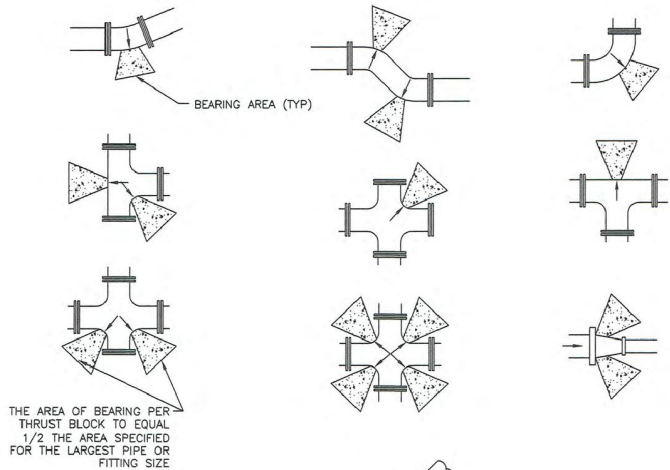 BEARING AREA (TYP)
THE AREA OF BEARING PER
THRUST BLOCK TO EQUAL
1/2 THE AREA SPECIFIED
FOR THE LARGEST PIPE OR
FITTING SIZE